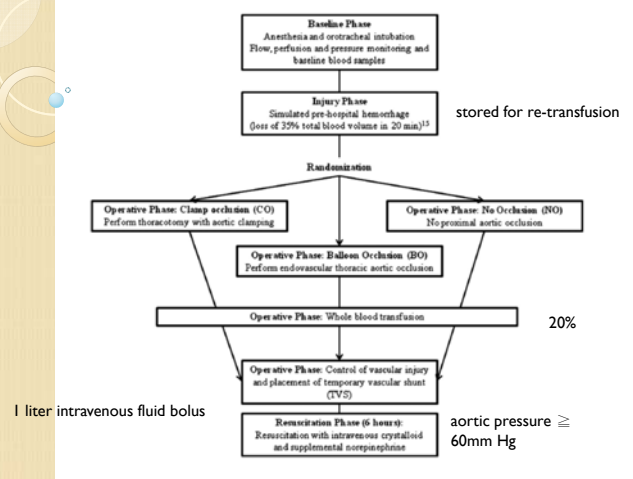 Baseline Phase
Anesthesia and orotracheal intubation
Flow, perfusion and pressure monitoring and
baseline blood samples
Injury Phase
Simulated pre-hospital hemorrhage
(loss of 35% total blood volume in 20 min)15
stored for re-transfusion
Randomization
Operative Phase: Clamp occlusion (CO)
Perform thoracotomy with aortic clamping
Operative Phase: No Occlusion (NO)
No proximal aortic occlusion
Operative Phase: Balloon Occlusion (BO)
Perform endovascular thoracic aortic occlusion
Operative Phase: Whole blood transfusion
20%
Operative Phase: Control of vascular injury
and placement of temporary vascular shunt
(TVS)
1 liter intravenous fluid bolus
Resuscitation Phase (6 hours):
Resuscitation with intravenous crystalloid
and supplemental norepinephrine
aortic pressure ≧
60mm Hg